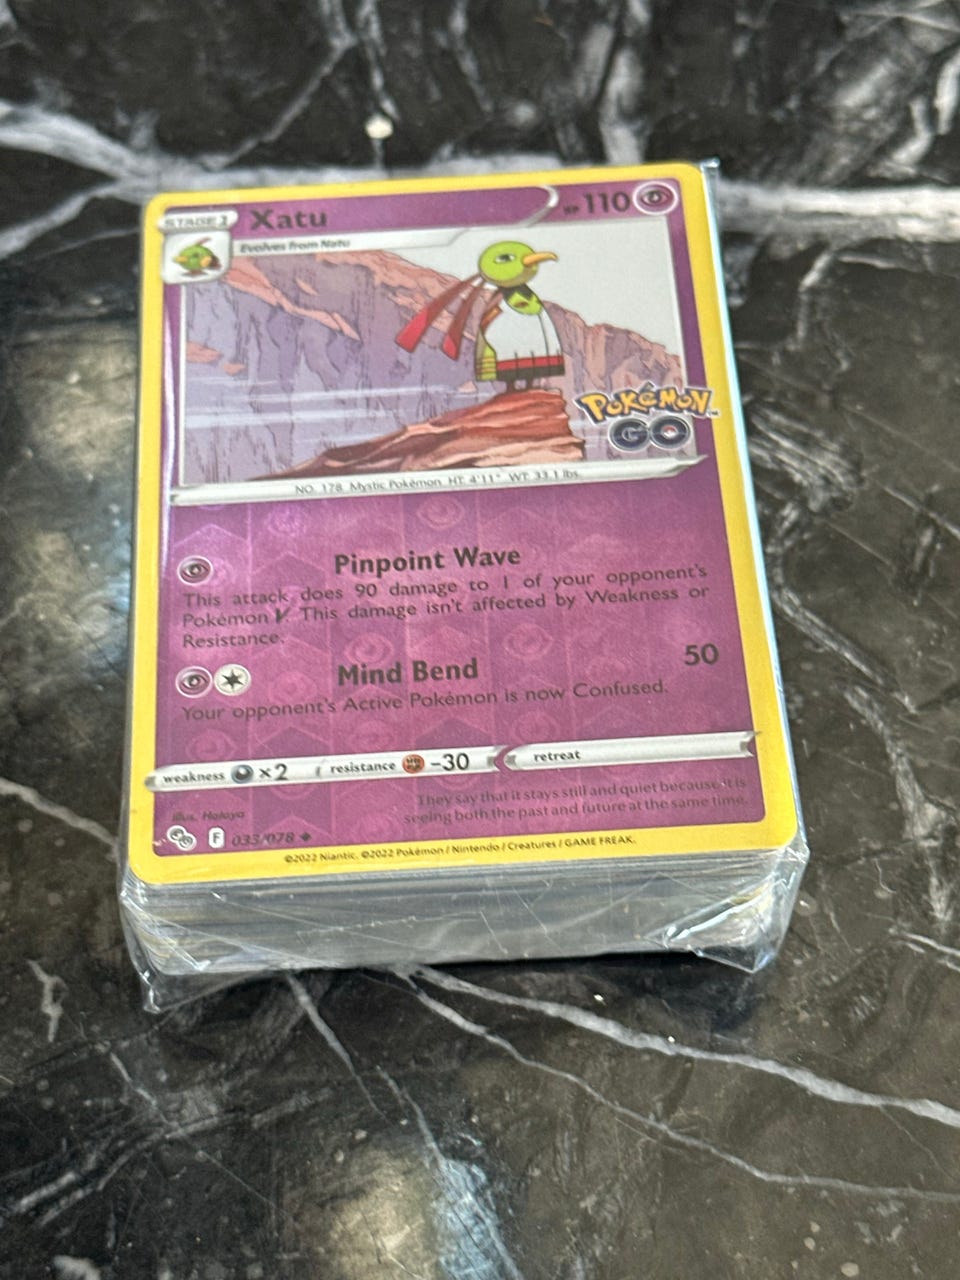 STAGE 1 Xatu HP 110
Evolves from Natu
POKéMON™
GO
NO. 178 Mystic Pokémon HT: 4'11" WT: 33.1 lbs.
Pinpoint Wave
This attack does 90 damage to 1 of your opponent's
Pokémon V. This damage isn't affected by Weakness or
Resistance.
Mind Bend 50
Your opponent's Active Pokémon is now Confused.
weakness ×2 resistance -30 retreat
They say that it stays still and quiet because it is
seeing both the past and future at the same time.
Illus. Hataya
F 033/078
©2022 Niantic. ©2022 Pokémon / Nintendo / Creatures / GAME FREAK.